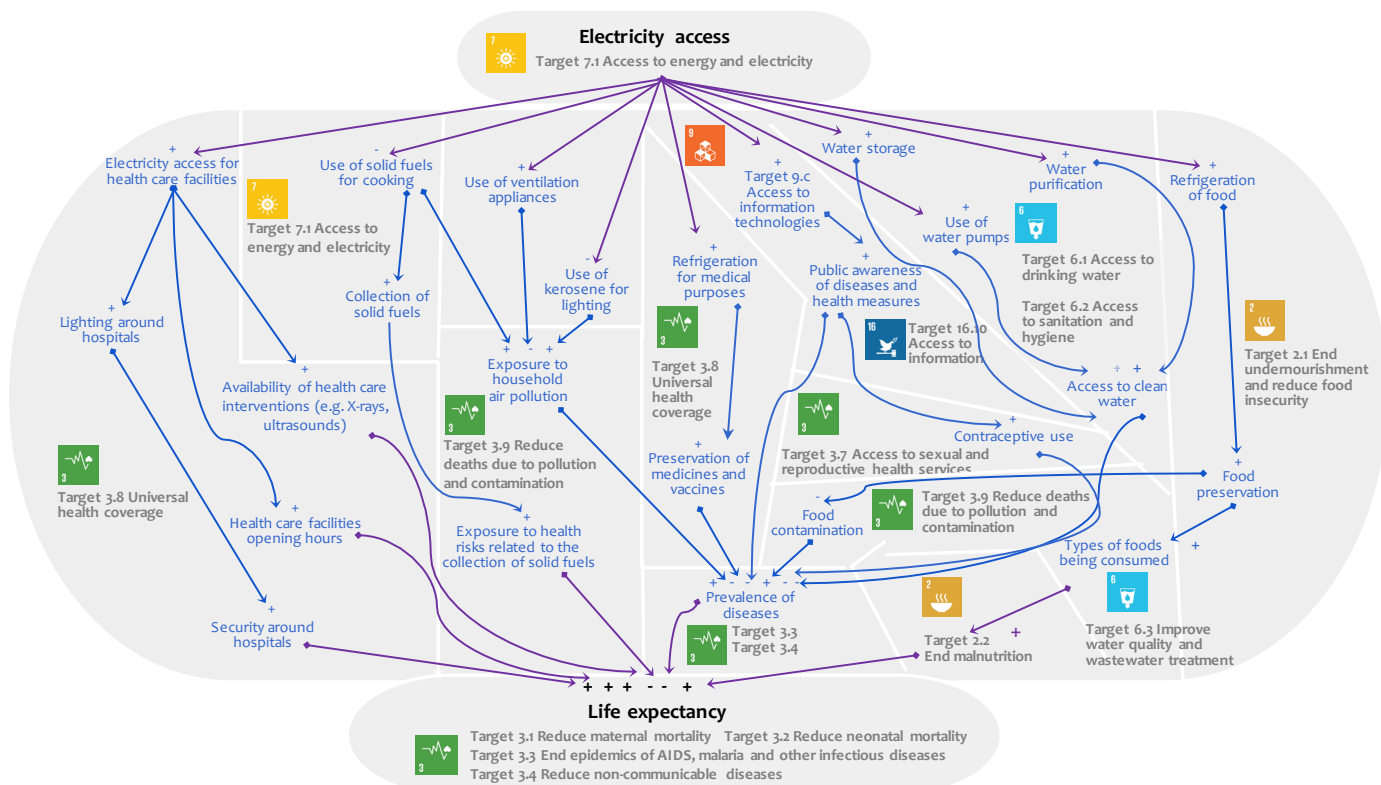 Electricity access
7
Target 7.1 Access to energy and electricity
+
Electricity access for
health care facilities
-
Use of solid fuels
for cooking
+
Use of ventilation
appliances
9
+
Target 9.c
Access to
information
technologies
+
Water storage
+
Water
purification
+
Refrigeration
of food
7
Target 7.1 Access to
energy and electricity
+
Use of
water pumps
6
Target 6.1 Access to
drinking water
Target 6.2 Access
to sanitation and
hygiene
+
Collection of
solid fuels
-
Use of
kerosene for
lighting
+
Refrigeration
for medical
purposes
+
Public awareness
of diseases and
health measures
+
Lighting around
hospitals
3
Target 3.8
Universal
health
coverage
16
Target 16.10
Access to
information
2
Target 2.1 End
undernourishment
and reduce food
insecurity
+ - +
Exposure to
household
air pollution
+
Availability of health care
interventions (e.g. X-rays,
ultrasounds)
+ +
Access to clean
water
3
Target 3.9 Reduce
deaths due to pollution
and contamination
3
Target 3.7 Access to sexual and
reproductive health services
+
Contraceptive use
3
Target 3.8 Universal
health coverage
+
Preservation of
medicines and
vaccines
+
Food
preservation
+
Health care facilities
opening hours
+
Exposure to health
risks related to the
collection of solid fuels
-
Food
contamination
3
Target 3.9 Reduce deaths
due to pollution and
contamination
Types of foods +
being consumed
+ - - + - -
Prevalence of
diseases
+
Security around
hospitals
3
Target 3.3
Target 3.4
2
Target 2.2 +
End malnutrition
6
Target 6.3 Improve
water quality and
wastewater treatment
+ + + - - +
Life expectancy
3
Target 3.1 Reduce maternal mortality Target 3.2 Reduce neonatal mortality
Target 3.3 End epidemics of AIDS, malaria and other infectious diseases
Target 3.4 Reduce non-communicable diseases